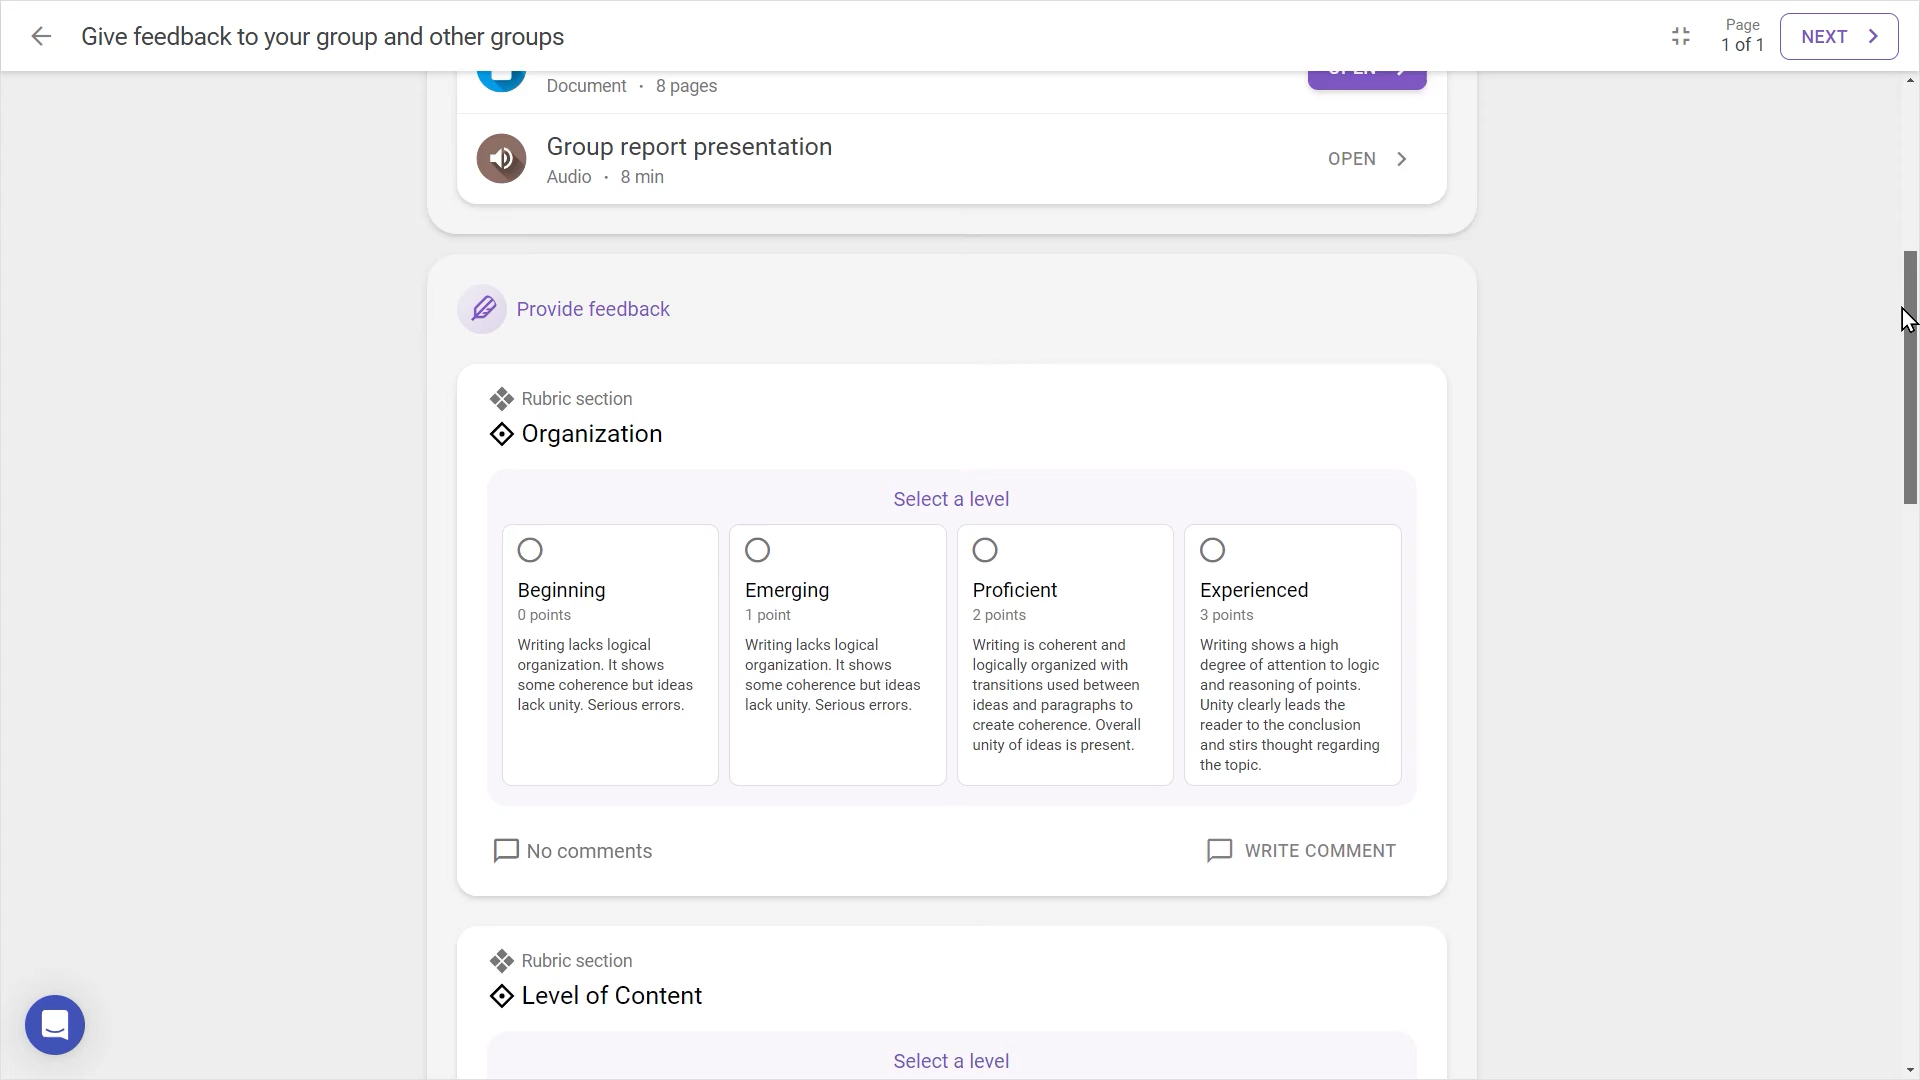 Give feedback to your group and other groups
Page
1 of 1
NEXT
Document · 8 pages
OPEN
Group report presentation
Audio · 8 min
OPEN
Provide feedback
Rubric section
Organization
Select a level
Beginning
0 points
Writing lacks logical
organization. It shows
some coherence but ideas
lack unity. Serious errors.
Emerging
1 point
Writing lacks logical
organization. It shows
some coherence but ideas
lack unity. Serious errors.
Proficient
2 points
Writing is coherent and
logically organized with
transitions used between
ideas and paragraphs to
create coherence. Overall
unity of ideas is present.
Experienced
3 points
Writing shows a high
degree of attention to logic
and reasoning of points.
Unity clearly leads the
reader to the conclusion
and stirs thought regarding
the topic.
No comments
WRITE COMMENT
Rubric section
Level of Content
Select a level